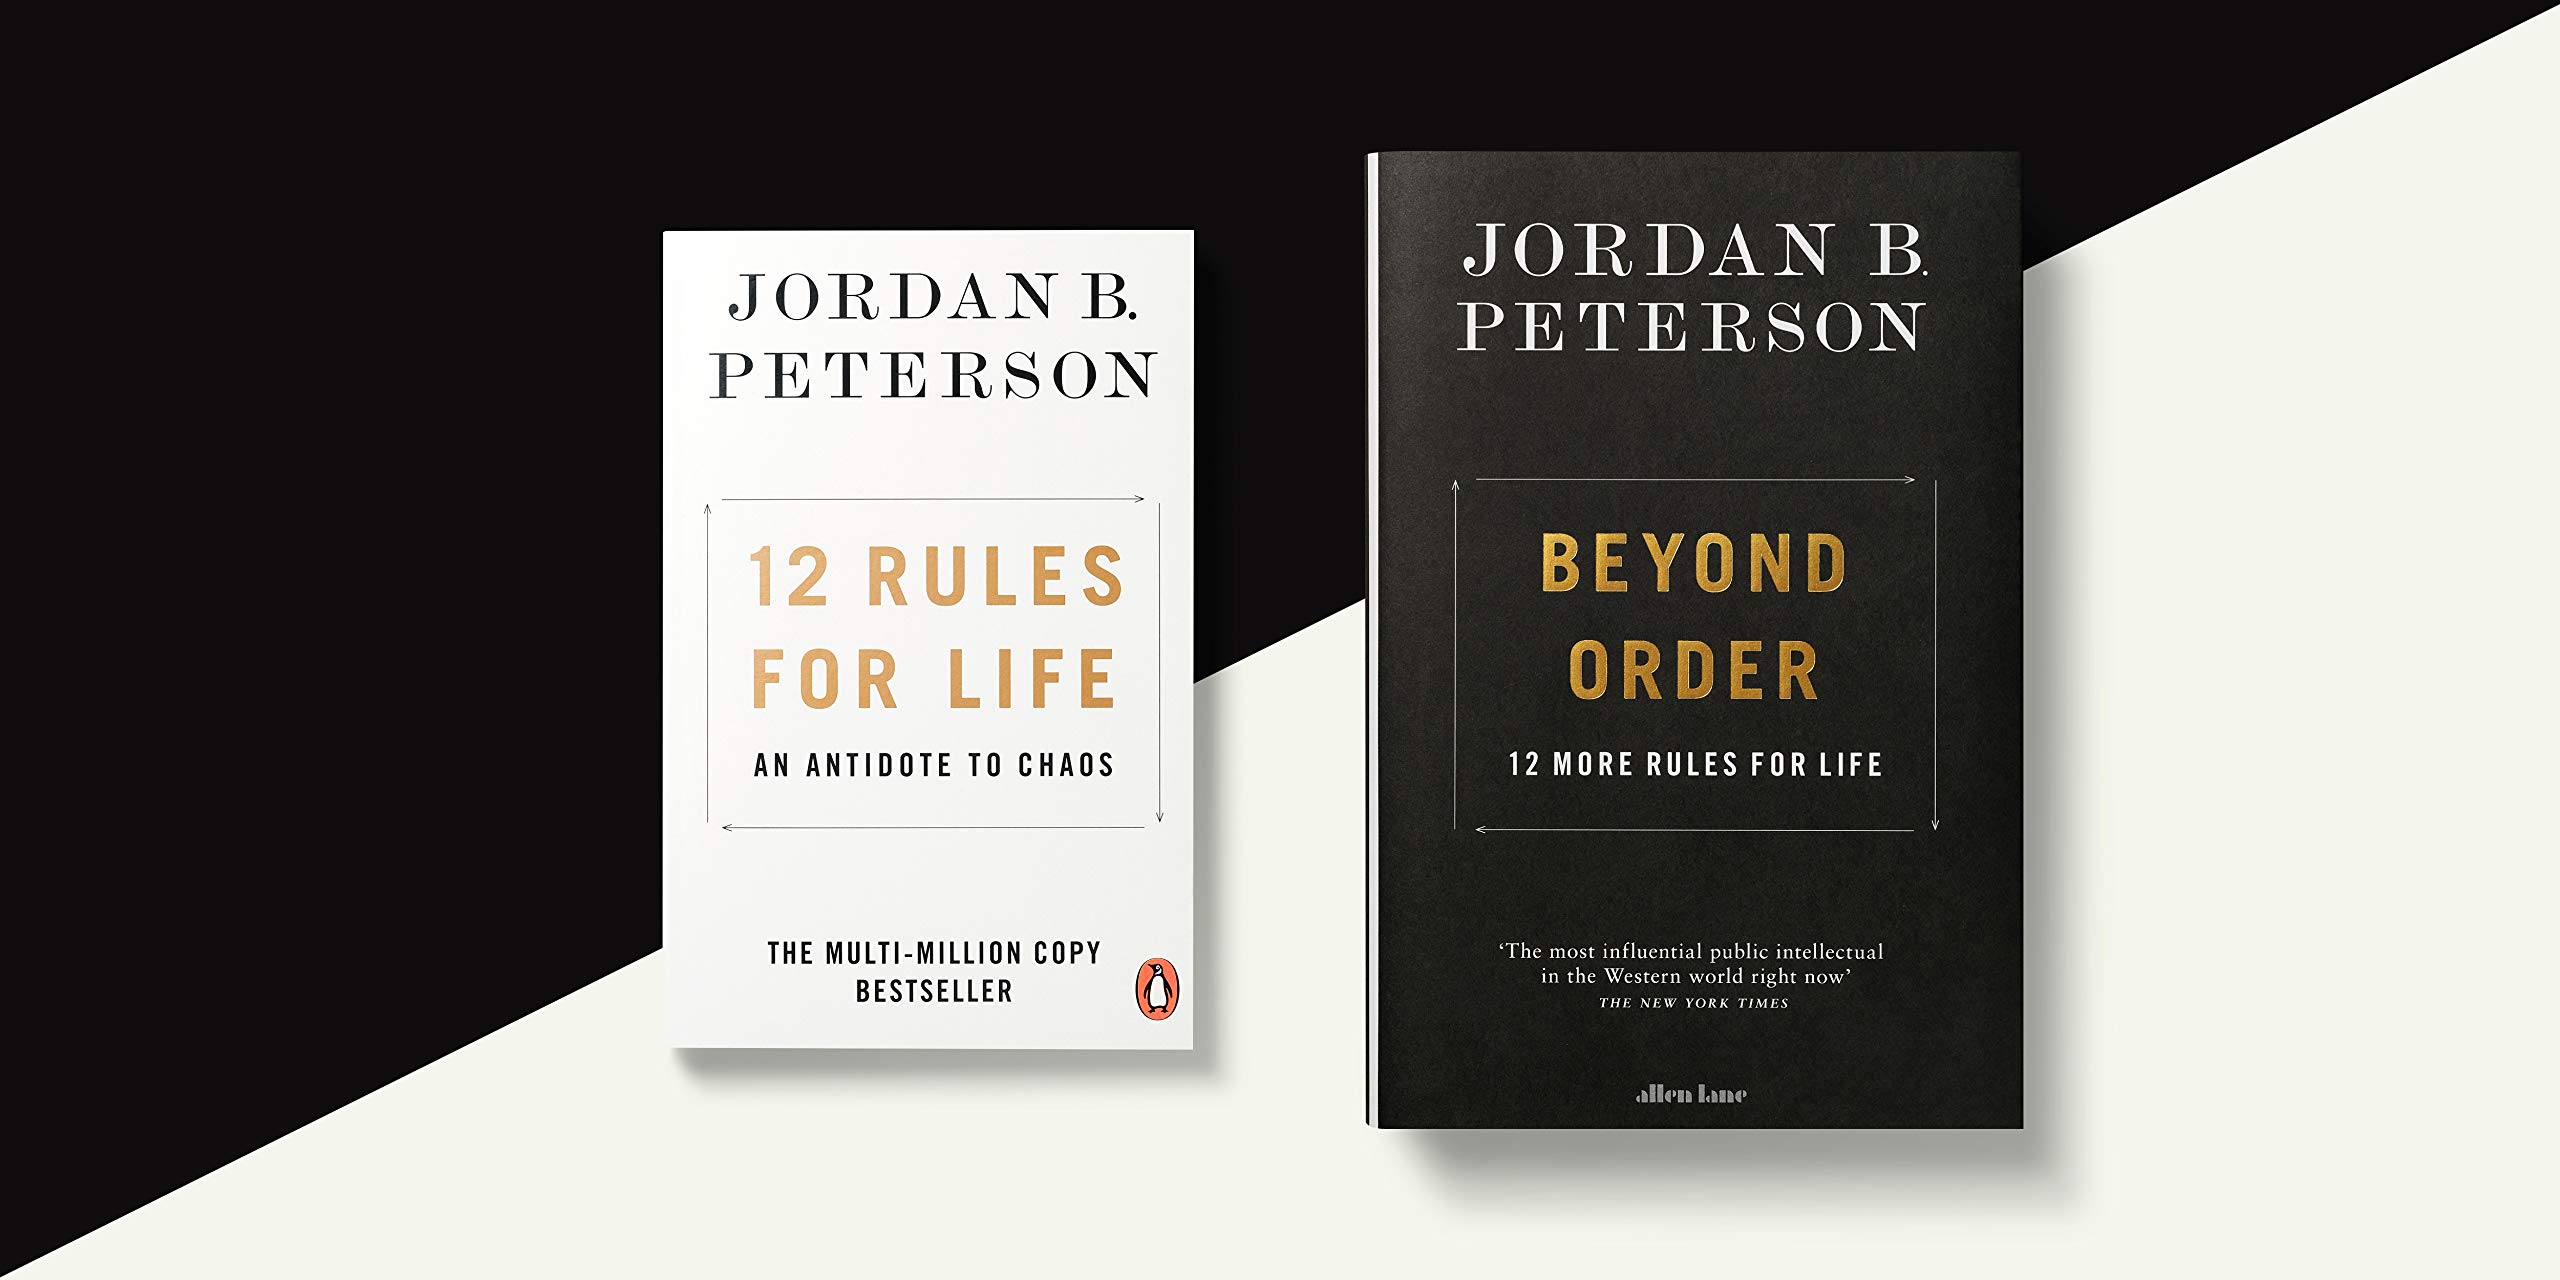 JORDAN B.
PETERSON
12 RULES
FOR LIFE
AN ANTIDOTE TO CHAOS
THE MULTI-MILLION COPY
BESTSELLER
JORDAN B.
PETERSON
BEYOND
ORDER
12 MORE RULES FOR LIFE
‘The most influential public intellectual
in the Western world right now’
THE NEW YORK TIMES
allen lane